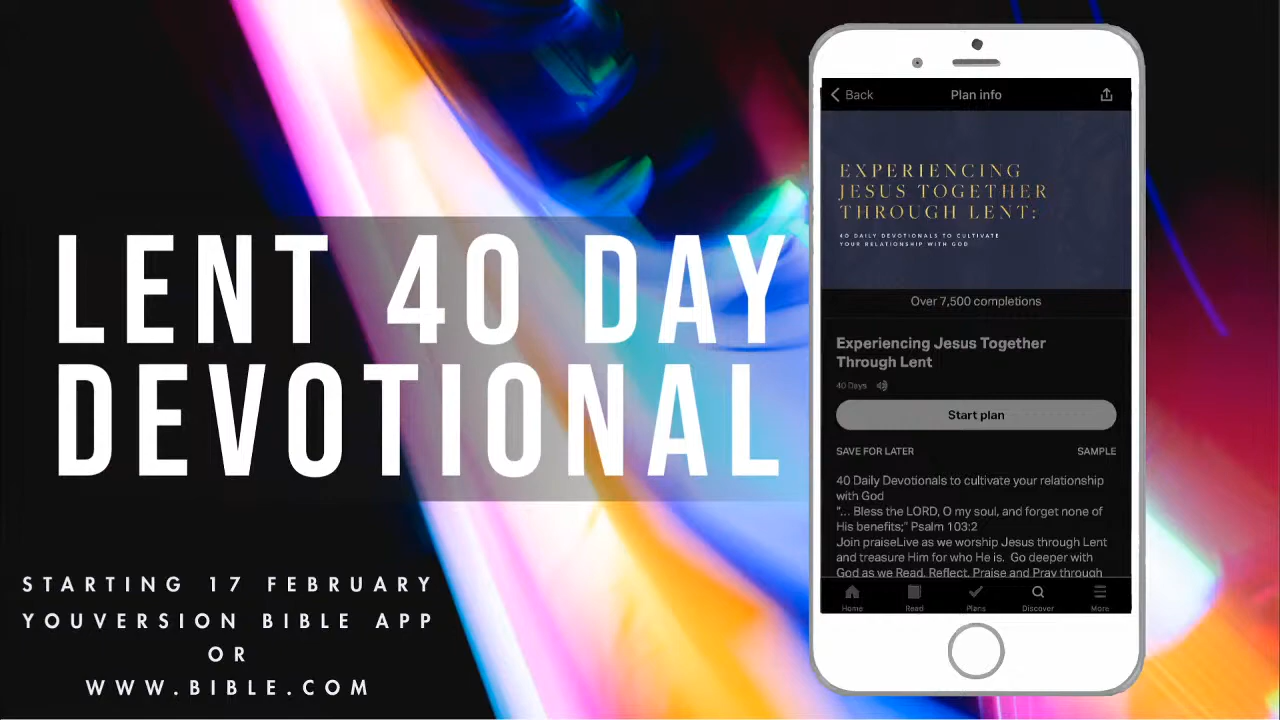 LENT 40 DAY
DEVOTIONAL
STARTING 17 FEBRUARY
YOUVERSION BIBLE APP
OR
WWW.BIBLE.COM
Back
Plan info
EXPERIENCING
JESUS TOGETHER
THROUGH LENT:
40 DAILY DEVOTIONALS TO CULTIVATE
YOUR RELATIONSHIP WITH GOD
Over 7,500 completions
Experiencing Jesus Together
Through Lent
40 Days
Start plan
SAVE FOR LATER
SAMPLE
40 Daily Devotionals to cultivate your relationship
with God
"... Bless the LORD, O my soul, and forget none of
His benefits;" Psalm 103:2
Join praiseLive as we worship Jesus through Lent
and treasure Him for who He is. Go deeper with
God as we Read, Reflect, Praise and Pray through
Home
Read
Plans
Discover
More